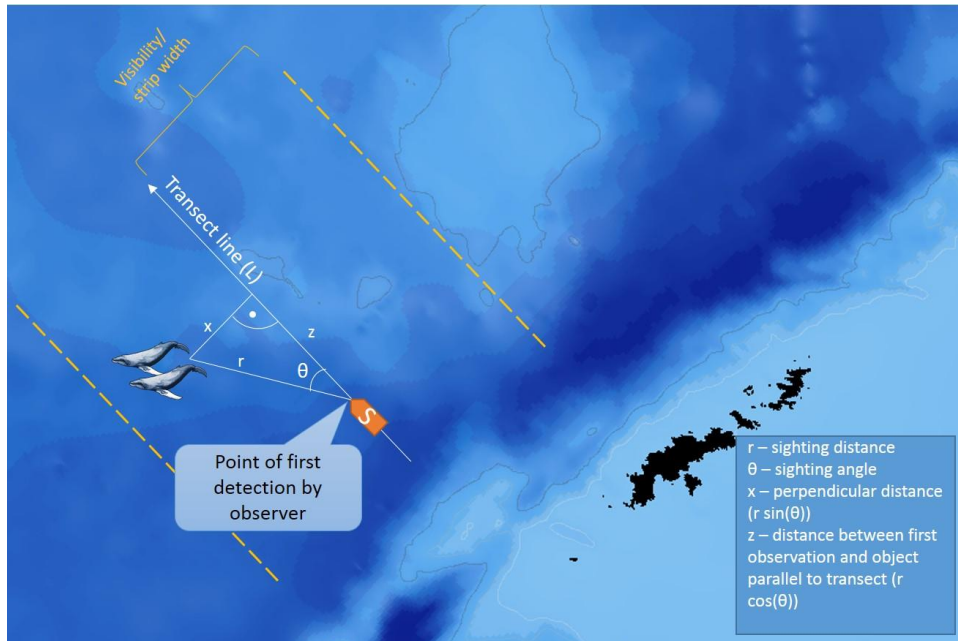 Visibility/
strip width
Transect line (L)
x
z
r
θ
S
Point of first
detection by
observer
r – sighting distance
θ – sighting angle
x – perpendicular distance
(r sin(θ))
z – distance between first
observation and object
parallel to transect (r
cos(θ))